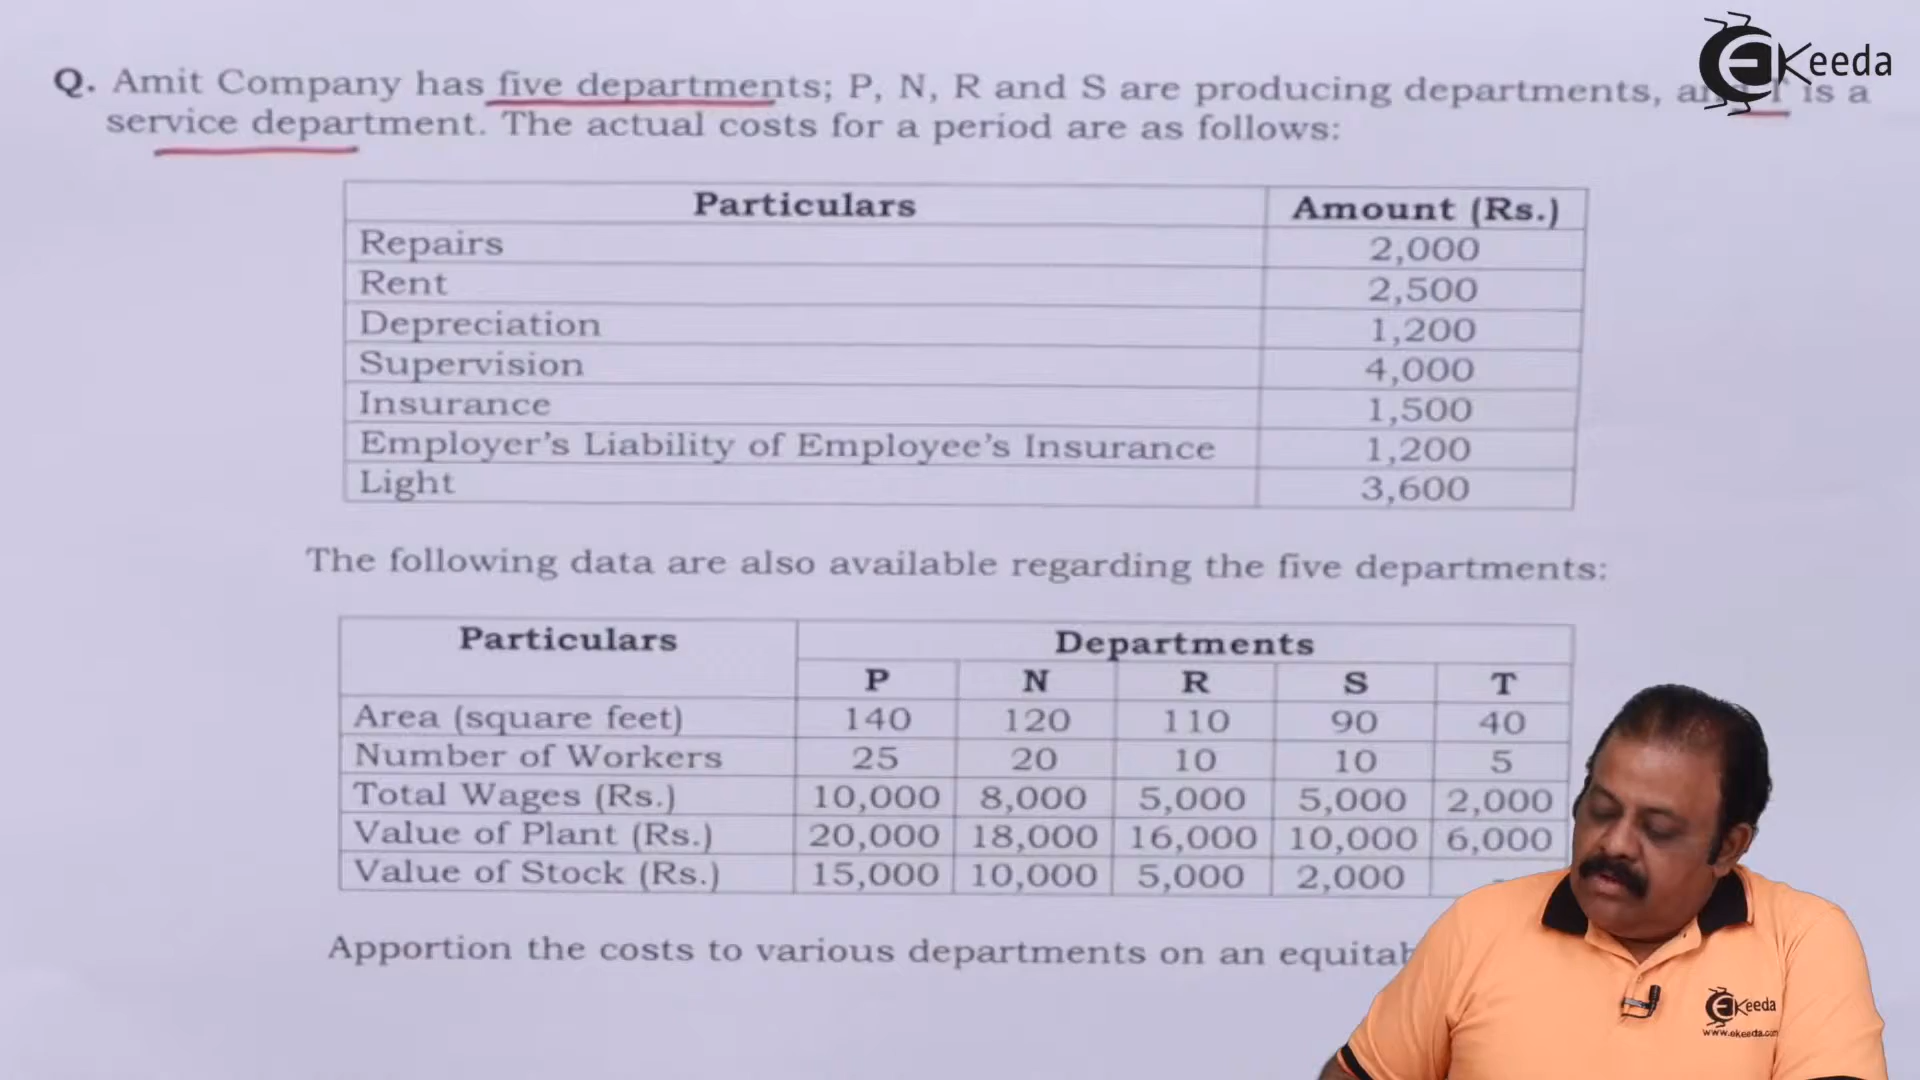 EKeeda
Q. Amit Company has five departments; P, N, R and S are producing departments, and T is a
service department. The actual costs for a period are as follows:
Particulars Amount (Rs.)
Repairs 2,000
Rent 2,500
Depreciation 1,200
Supervision 4,000
Insurance 1,500
Employer's Liability of Employee's Insurance 1,200
Light 3,600
The following data are also available regarding the five departments:
Particulars Departments
P N R S T
Area (square feet) 140 120 110 90 40
Number of Workers 25 20 10 10 5
Total Wages (Rs.) 10,000 8,000 5,000 5,000 2,000
Value of Plant (Rs.) 20,000 18,000 16,000 10,000 6,000
Value of Stock (Rs.) 15,000 10,000 5,000 2,000 -
Apportion the costs to various departments on an
EKeeda
www.ekeeda.com